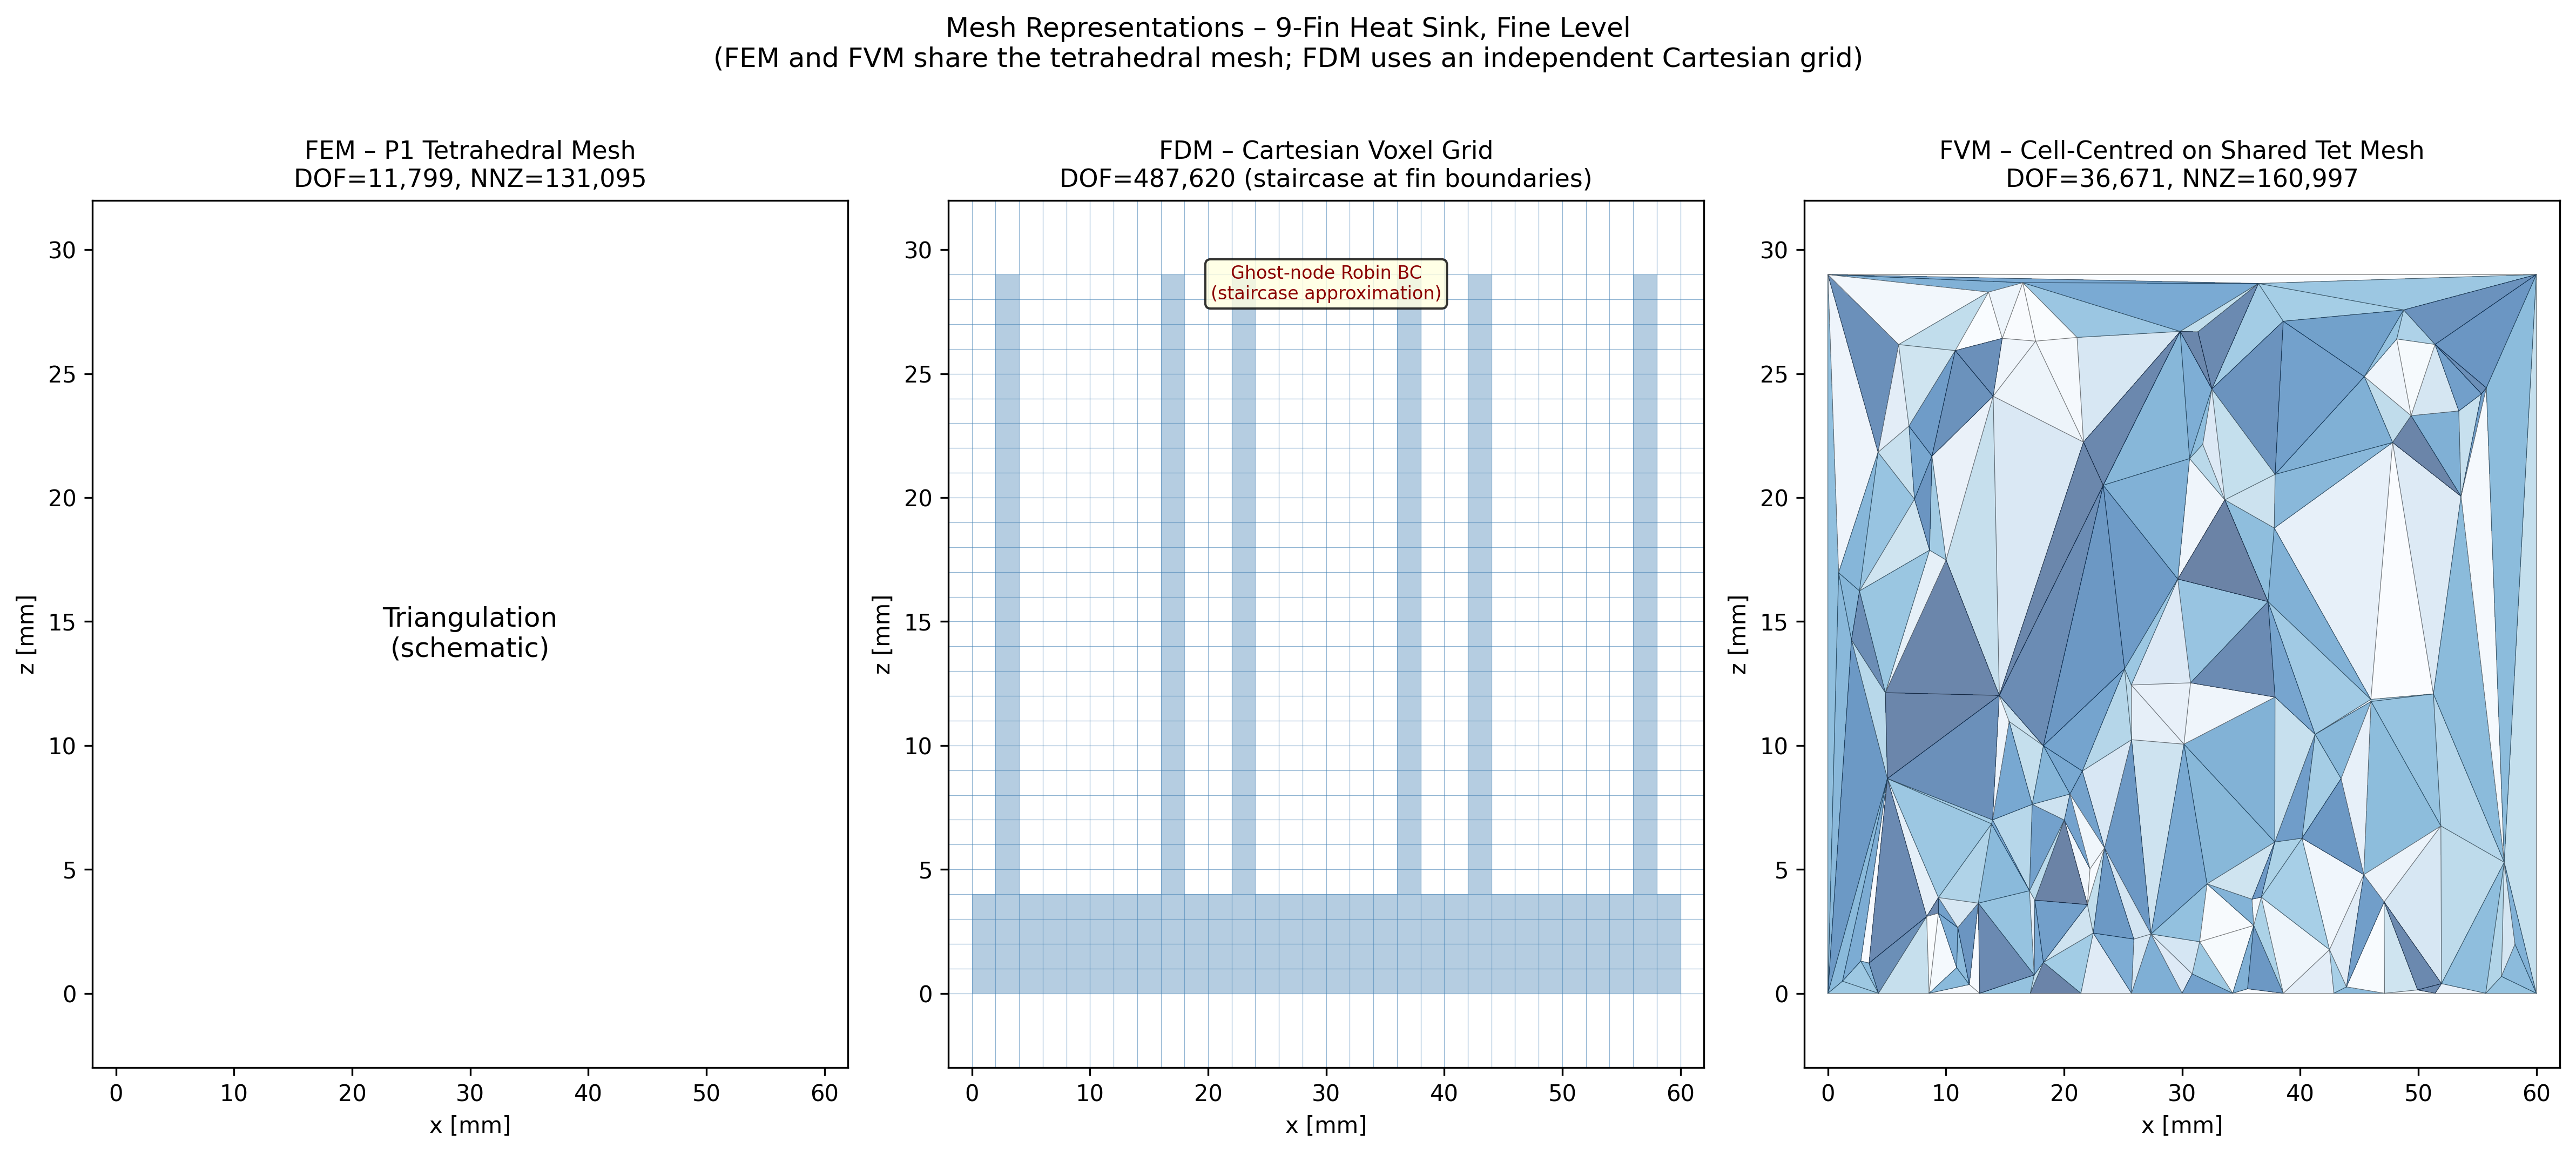 Mesh Representations – 9-Fin Heat Sink, Fine Level
(FEM and FVM share the tetrahedral mesh; FDM uses an independent Cartesian grid)
FEM – P1 Tetrahedral Mesh
DOF=11,799, NNZ=131,095
30
25
20
15
10
5
0
z [mm]
Triangulation
(schematic)
0 10 20 30 40 50 60
x [mm]
FDM – Cartesian Voxel Grid
DOF=487,620 (staircase at fin boundaries)
Ghost-node Robin BC
(staircase approximation)
30
25
20
15
10
5
0
z [mm]
0 10 20 30 40 50 60
x [mm]
FVM – Cell-Centred on Shared Tet Mesh
DOF=36,671, NNZ=160,997
30
25
20
15
10
5
0
z [mm]
0 10 20 30 40 50 60
x [mm]